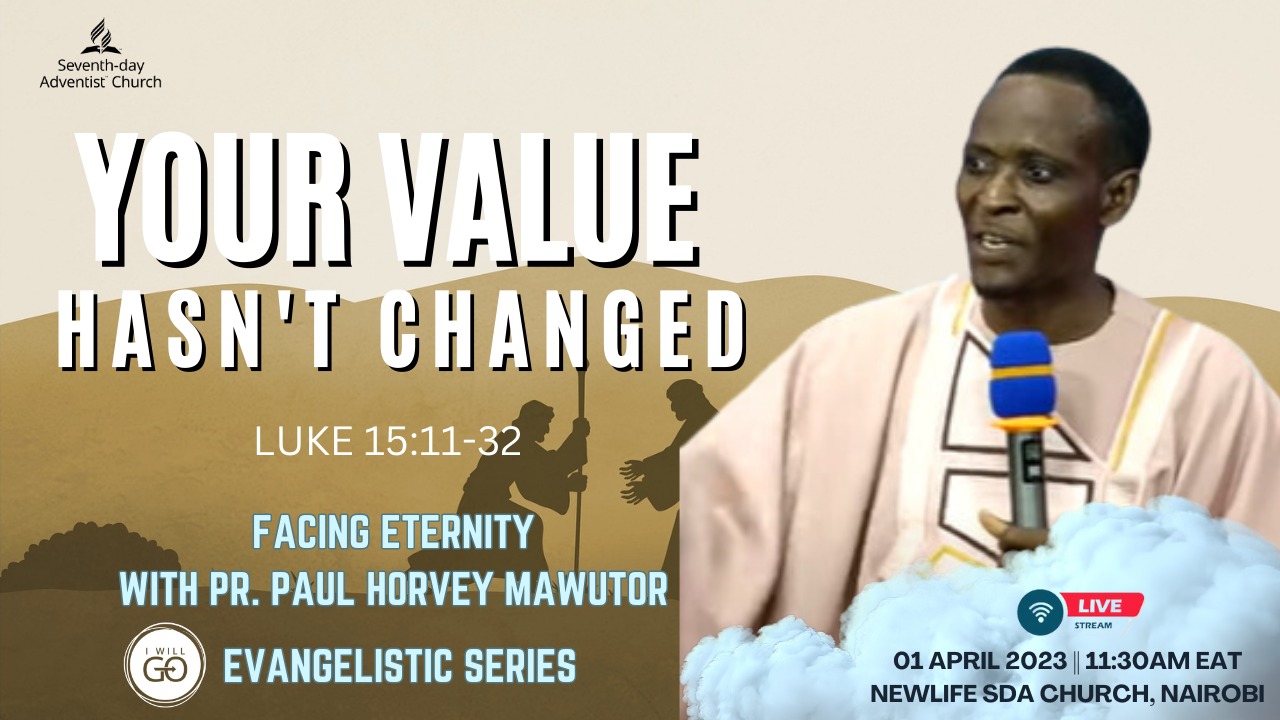 Seventh-day
Adventist Church
YOUR VALUE
HASN'T CHANGED
LUKE 15:11-32
FACING ETERNITY
WITH PR. PAUL HORVEY MAWUTOR
I WILL
GO
EVANGELISTIC SERIES
LIVE
STREAM
01 APRIL 2023 || 11:30AM EAT
NEWLIFE SDA CHURCH, NAIROBI